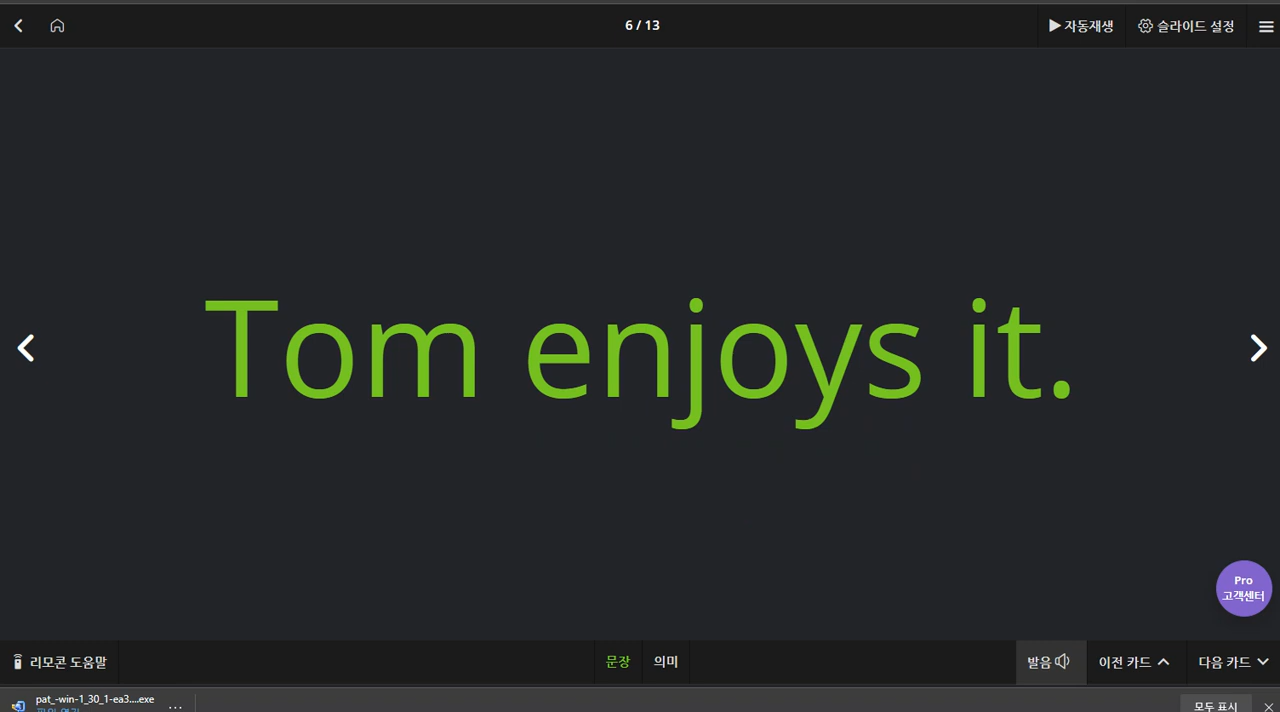 6 / 13
자동재생
슬라이드 설정
Tom enjoys it.
Pro
고객센터
리모콘 도움말
문장
의미
발음
이전 카드
다음 카드
pat_-win-1_30_1-ea3....exe
모두 표시